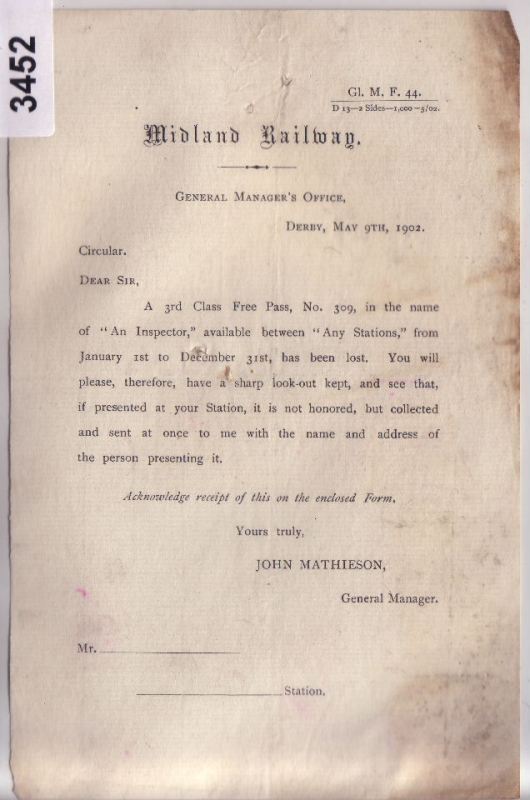 3452
Gl. M. F. 44.
D 13—2 Sides—1,000—5/02.
Midland Railway.
GENERAL MANAGER'S OFFICE,
DERBY, MAY 9TH, 1902.
Circular.
DEAR SIR,
A 3rd Class Free Pass, No. 309, in the name
of "An Inspector," available between "Any Stations," from
January 1st to December 31st, has been lost. You will
please, therefore, have a sharp look-out kept, and see that,
if presented at your Station, it is not honored, but collected
and sent at once to me with the name and address of
the person presenting it.
Acknowledge receipt of this on the enclosed Form.
Yours truly,
JOHN MATHIESON,
General Manager.
Mr.
Station.